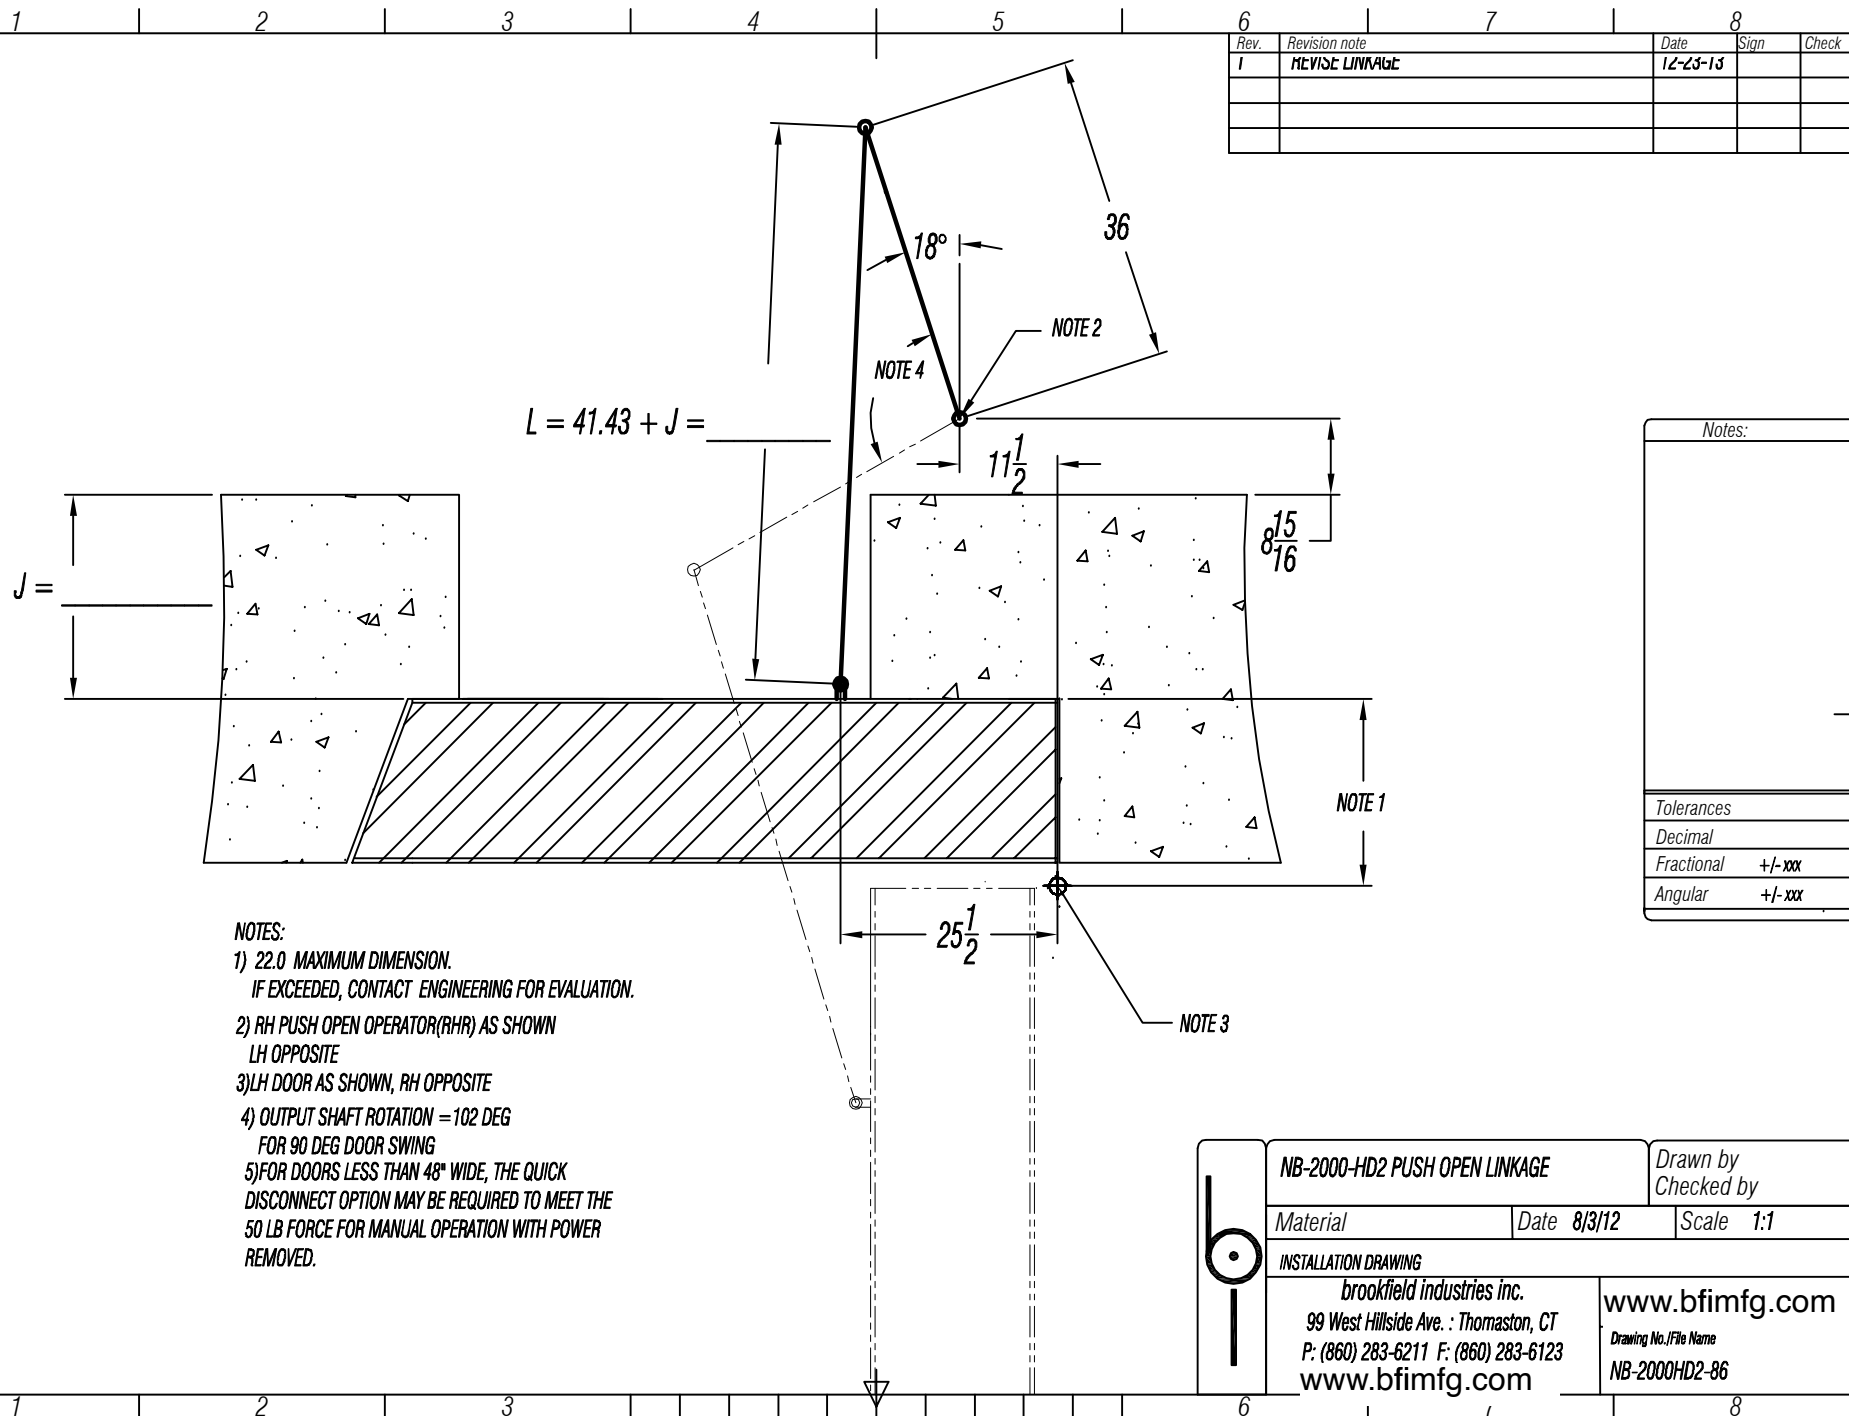 1 2 3 4 5 6 7 8
Rev. Revision note Date Sign Check
1 REVISE LINKAGE 12-23-13
36
18°
NOTE 2
NOTE 4
L = 41.43 + J =
11 1/2
Notes:
8 15/16
J =
NOTE 1
Tolerances
Decimal
Fractional +/- xxx
Angular +/- xxx
25 1/2
NOTE 3
NOTES:
1) 22.0 MAXIMUM DIMENSION.
IF EXCEEDED, CONTACT ENGINEERING FOR EVALUATION.
2) RH PUSH OPEN OPERATOR(RHR) AS SHOWN
LH OPPOSITE
3)LH DOOR AS SHOWN, RH OPPOSITE
4) OUTPUT SHAFT ROTATION =102 DEG
FOR 90 DEG DOOR SWING
5)FOR DOORS LESS THAN 48" WIDE, THE QUICK
DISCONNECT OPTION MAY BE REQUIRED TO MEET THE
50 LB FORCE FOR MANUAL OPERATION WITH POWER
REMOVED.
NB-2000-HD2 PUSH OPEN LINKAGE
Drawn by
Checked by
Material Date 8/3/12 Scale 1:1
INSTALLATION DRAWING
brookfield industries inc.
99 West Hillside Ave. : Thomaston, CT
P: (860) 283-6211 F: (860) 283-6123
www.bfimfg.com
www.bfimfg.com
Drawing No./File Name
NB-2000HD2-86
1 2 3 6 8